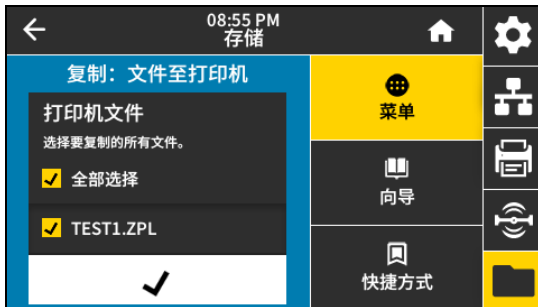 08:55 PM
存储
复制：文件至打印机
打印机文件
选择要复制的所有文件。
全部选择
TEST1.ZPL
菜单
向导
快捷方式